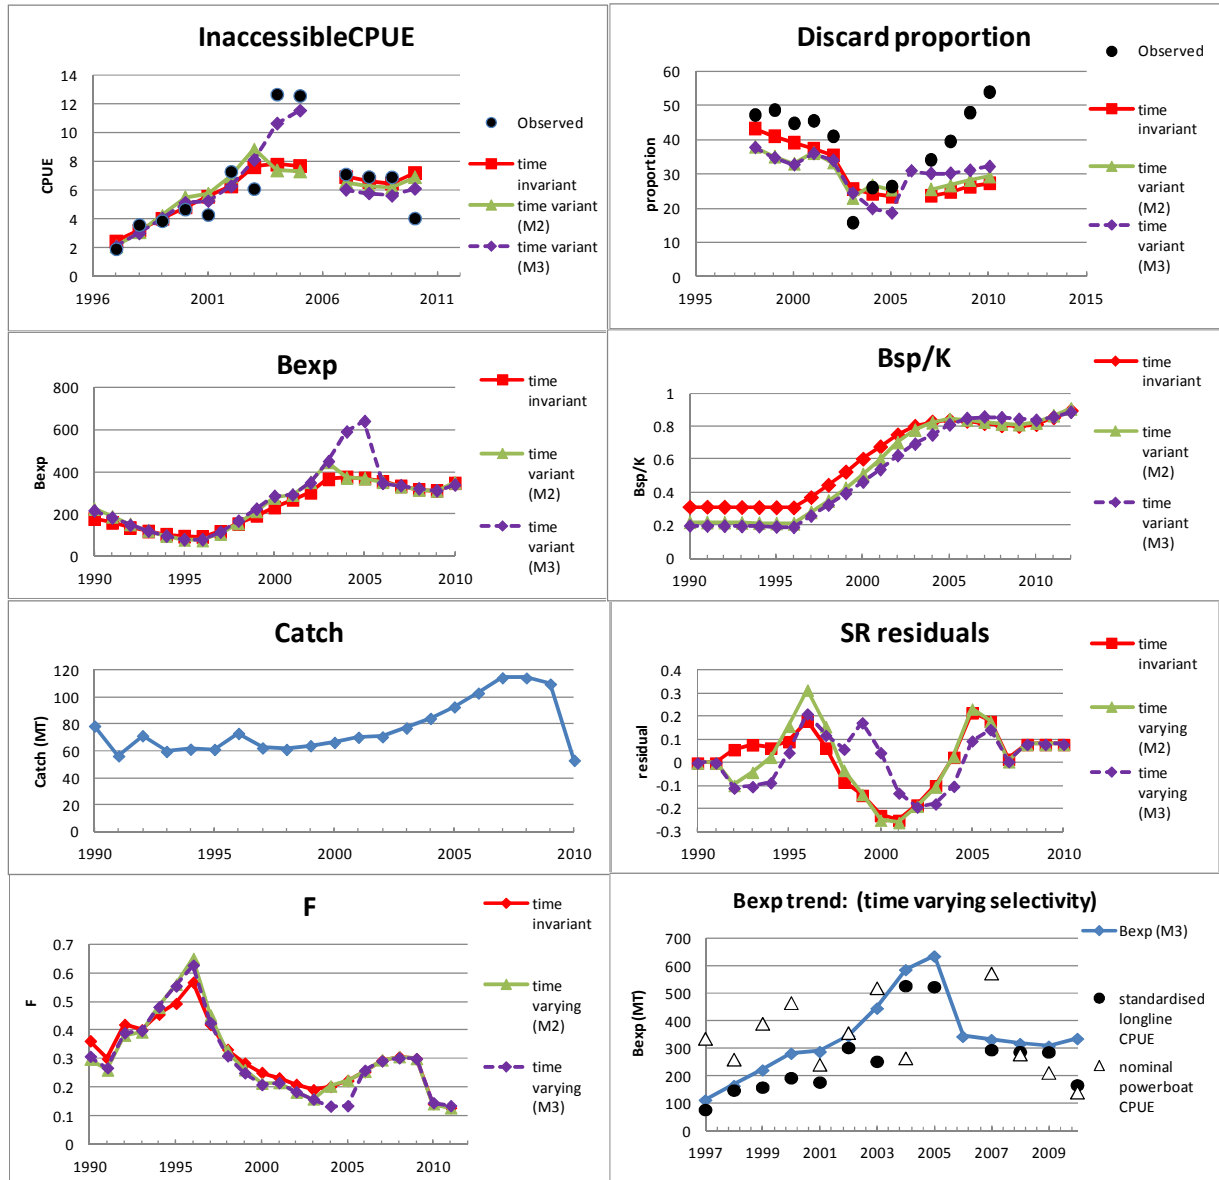 InaccessibleCPUE
14
12
10
8
6
4
2
0
CPUE
1996
2001
2006
2011
Observed
time
invariant
time variant
(M2)
time variant
(M3)
Discard proportion
60
50
40
30
20
10
0
proportion
1995
2000
2005
2010
2015
Observed
time
invariant
time
variant
(M2)
time
variant
(M3)
Bexp
800
600
400
200
0
Bexp
1990
1995
2000
2005
2010
time
invariant
time
variant
(M2)
time
variant
(M3)
Bsp/K
1
0.8
0.6
0.4
0.2
0
Bsp/K
1990
1995
2000
2005
2010
time
invariant
time
variant
(M2)
time
variant
(M3)
Catch
120
100
80
60
40
20
0
Catch (MT)
1990
1995
2000
2005
2010
SR residuals
0.4
0.3
0.2
0.1
0
-0.1
-0.2
-0.3
residual
1990
1995
2000
2005
2010
time
invariant
time
varying
(M2)
time
varying
(M3)
F
0.7
0.6
0.5
0.4
0.3
0.2
0.1
0
F
1990
1995
2000
2005
2010
time
invariant
time
varying
(M2)
time
varying
(M3)
Bexp trend: (time varying selectivity)
700
600
500
400
300
200
100
0
Bexp (MT)
1997
1999
2001
2003
2005
2007
2009
Bexp (M3)
standardised
longline
CPUE
nominal
powerboat
CPUE